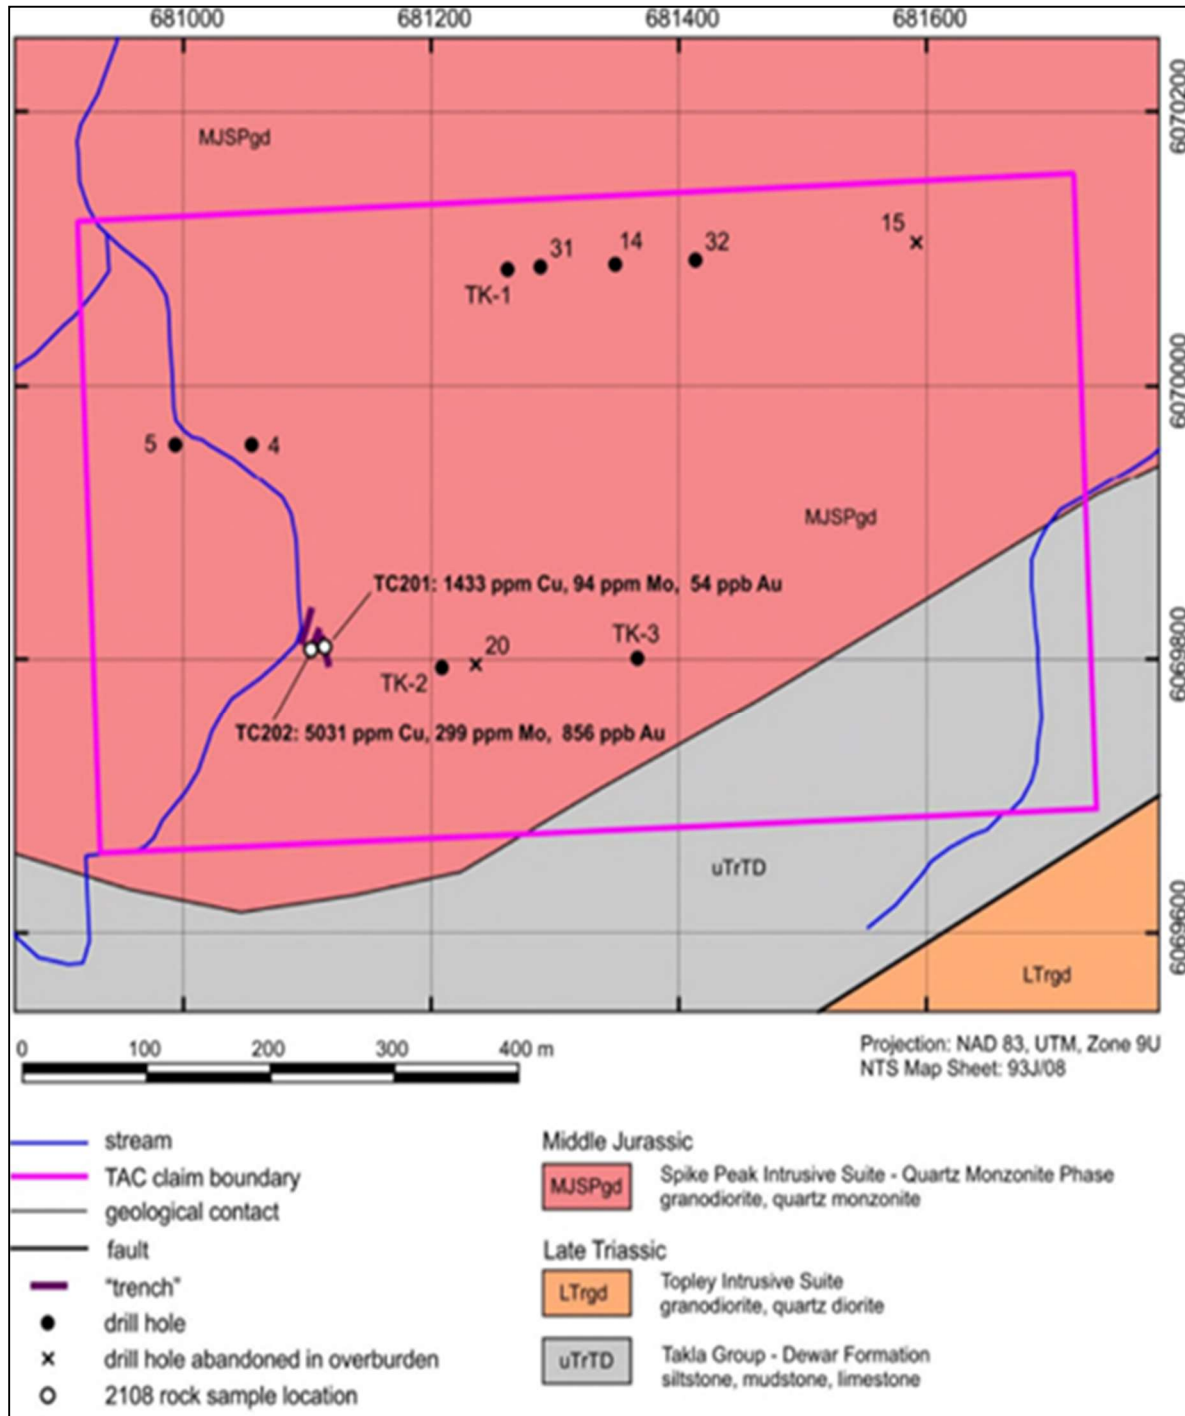 681000 681200 681400 681600
6070200
MJSPgd
15
31 14 32
TK-1
6070000
5 4
MJSPgd
TC201: 1433 ppm Cu, 94 ppm Mo, 54 ppb Au
TK-3
20
6069800
TK-2
TC202: 5031 ppm Cu, 299 ppm Mo, 856 ppb Au
uTrTD
6069600
LTrgd
0 100 200 300 400 m
Projection: NAD 83, UTM, Zone 9U
NTS Map Sheet: 93J/08
stream
TAC claim boundary
geological contact
fault
"trench"
drill hole
drill hole abandoned in overburden
2108 rock sample location
Middle Jurassic
MJSPgd
Spike Peak Intrusive Suite - Quartz Monzonite Phase
granodiorite, quartz monzonite
Late Triassic
LTrgd
Topley Intrusive Suite
granodiorite, quartz diorite
uTrTD
Takla Group - Dewar Formation
siltstone, mudstone, limestone